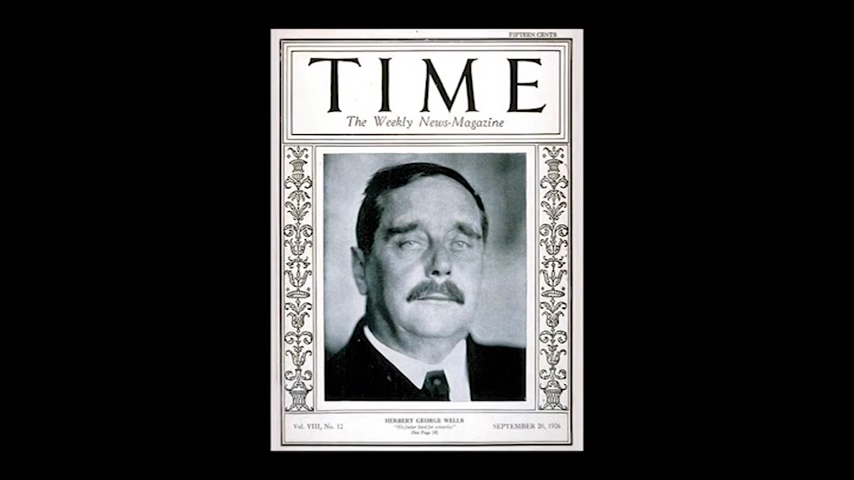 FIFTEEN CENTS
TIME
The Weekly News-Magazine
HERBERT GEORGE WELLS
Vol. VIII, No. 12
SEPTEMBER 20, 1926